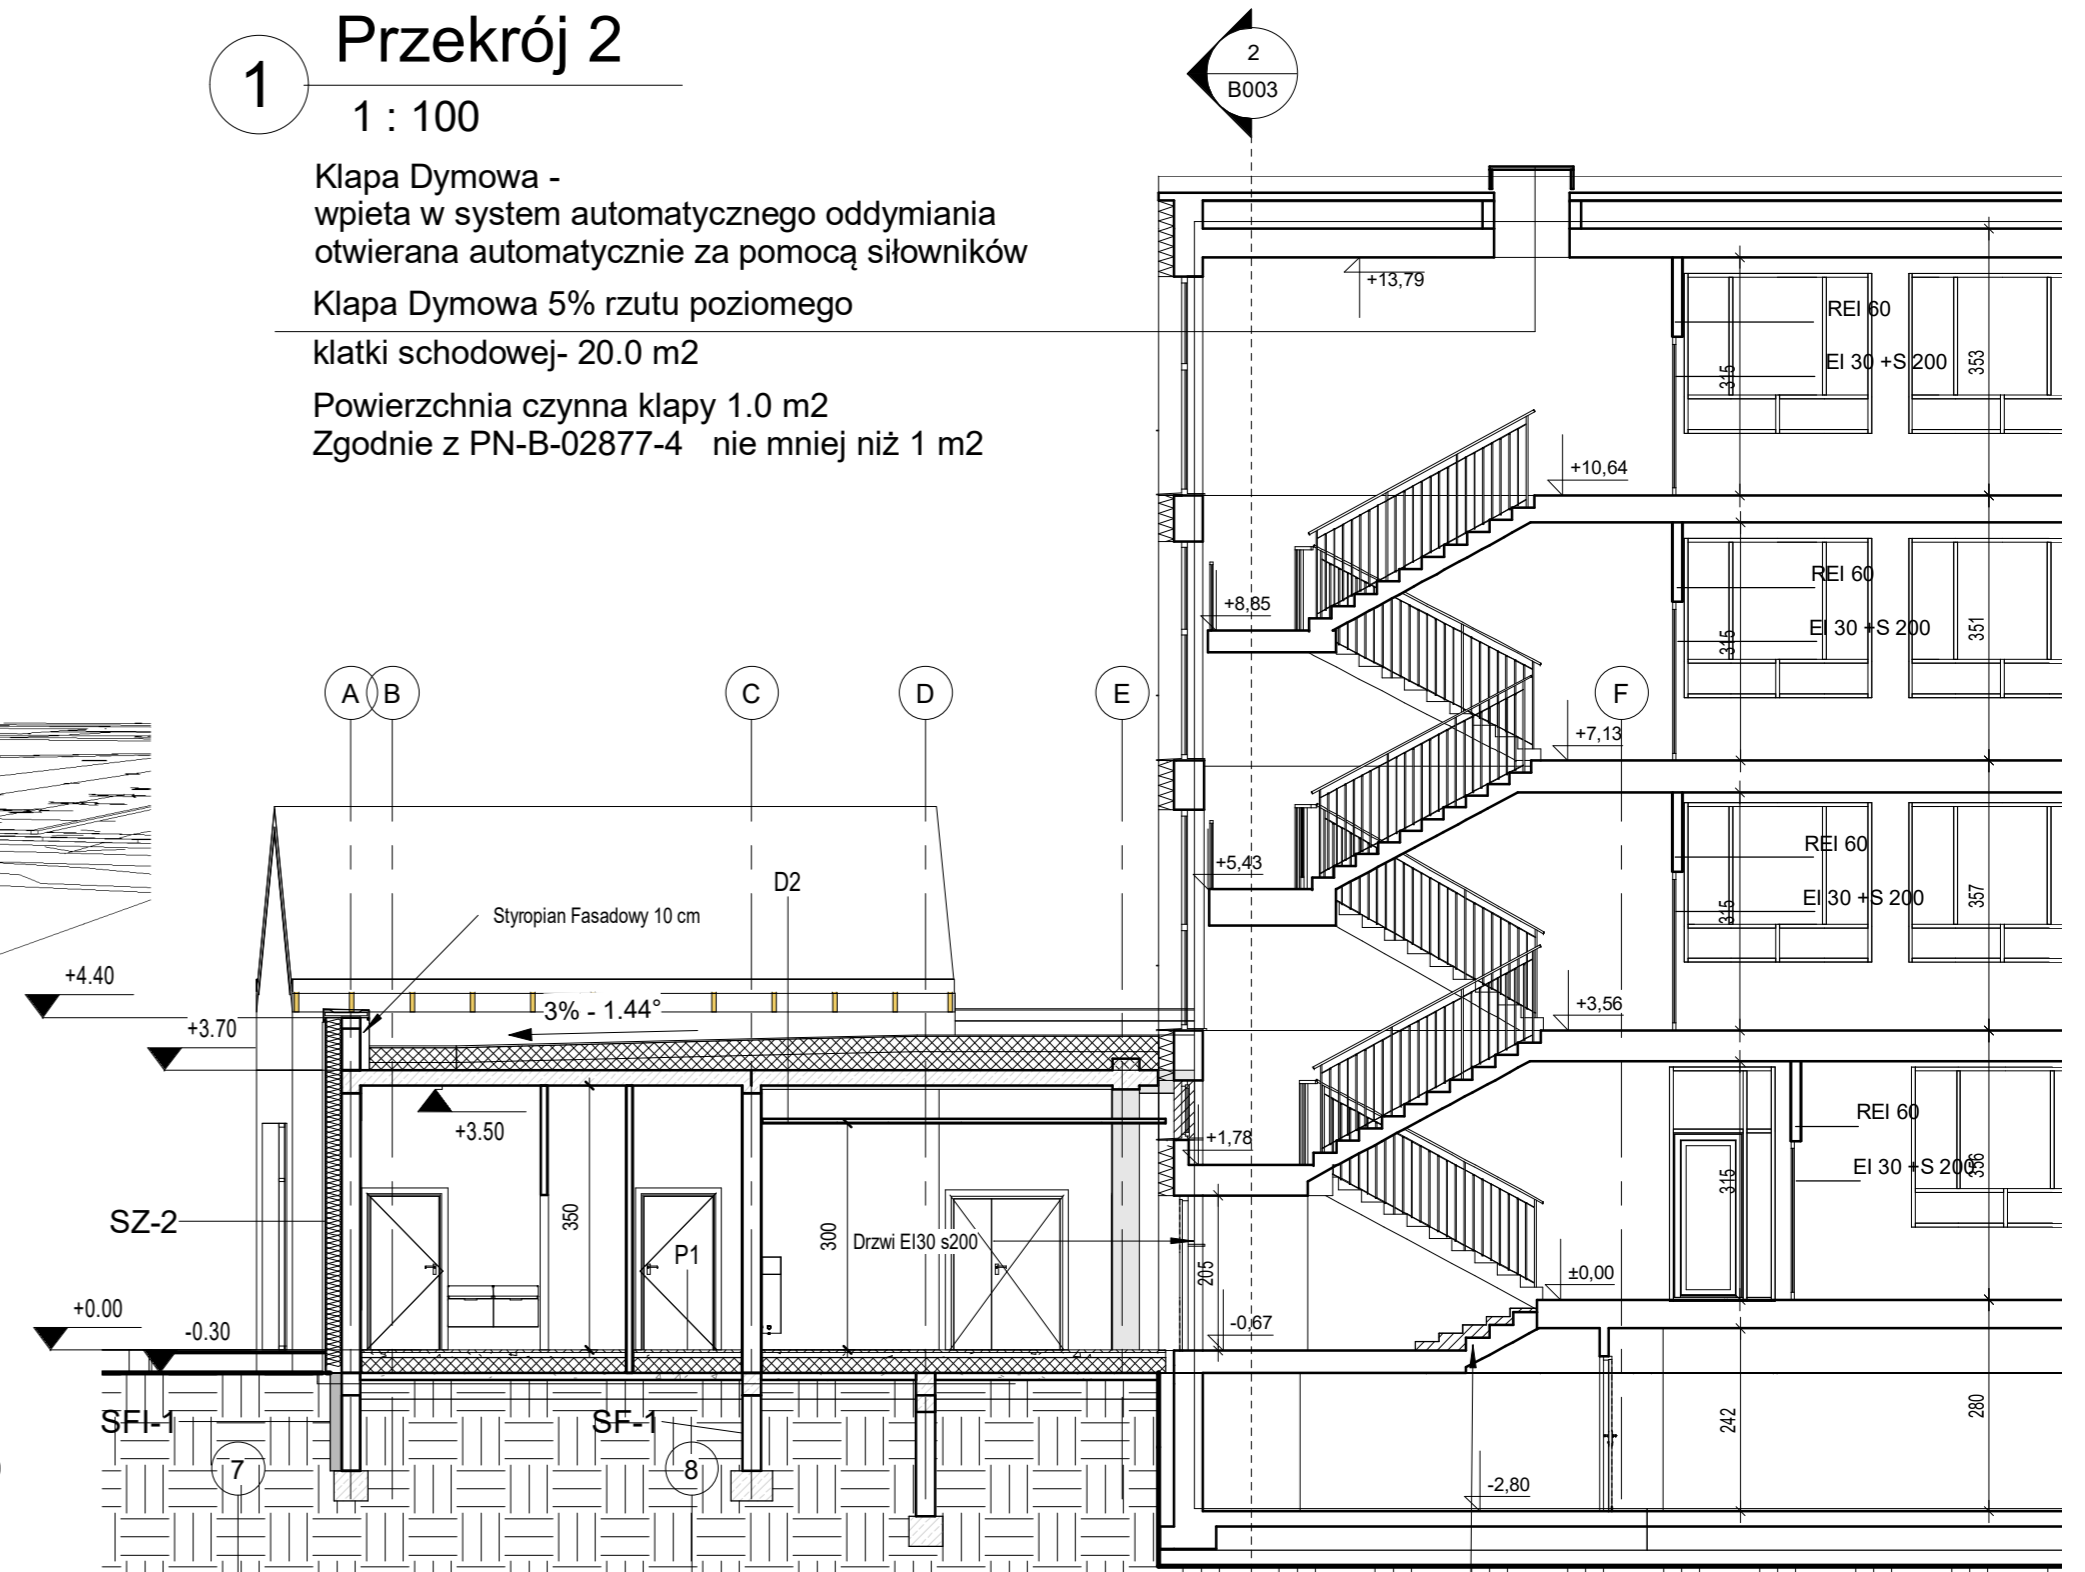 1
Przekrój 2
1 : 100
2
B003
Klapa Dymowa -
wpieta w system automatycznego oddymiania
otwierana automatycznie za pomocą siłowników
Klapa Dymowa 5% rzutu poziomego
klatki schodowej- 20.0 m2
Powierzchnia czynna klapy 1.0 m2
Zgodnie z PN-B-02877-4 nie mniej niż 1 m2
+13,79
REI 60
EI 30 +S 200
315
353
+10,64
+8,85
REI 60
EI 30 +S 200
315
351
A
B
C
D
E
F
+7,13
+5,43
REI 60
EI 30 +S 200
315
357
D2
Styropian Fasadowy 10 cm
+4.40
3% - 1.44°
+3.70
+3,56
+3.50
+1,78
REI 60
EI 30 +S 200
315
356
SZ-2
350
300
P1
Drzwi EI30 s200
205
±0,00
+0.00
-0.30
-0,67
SFI-1
SF-1
7
8
242
280
-2,80